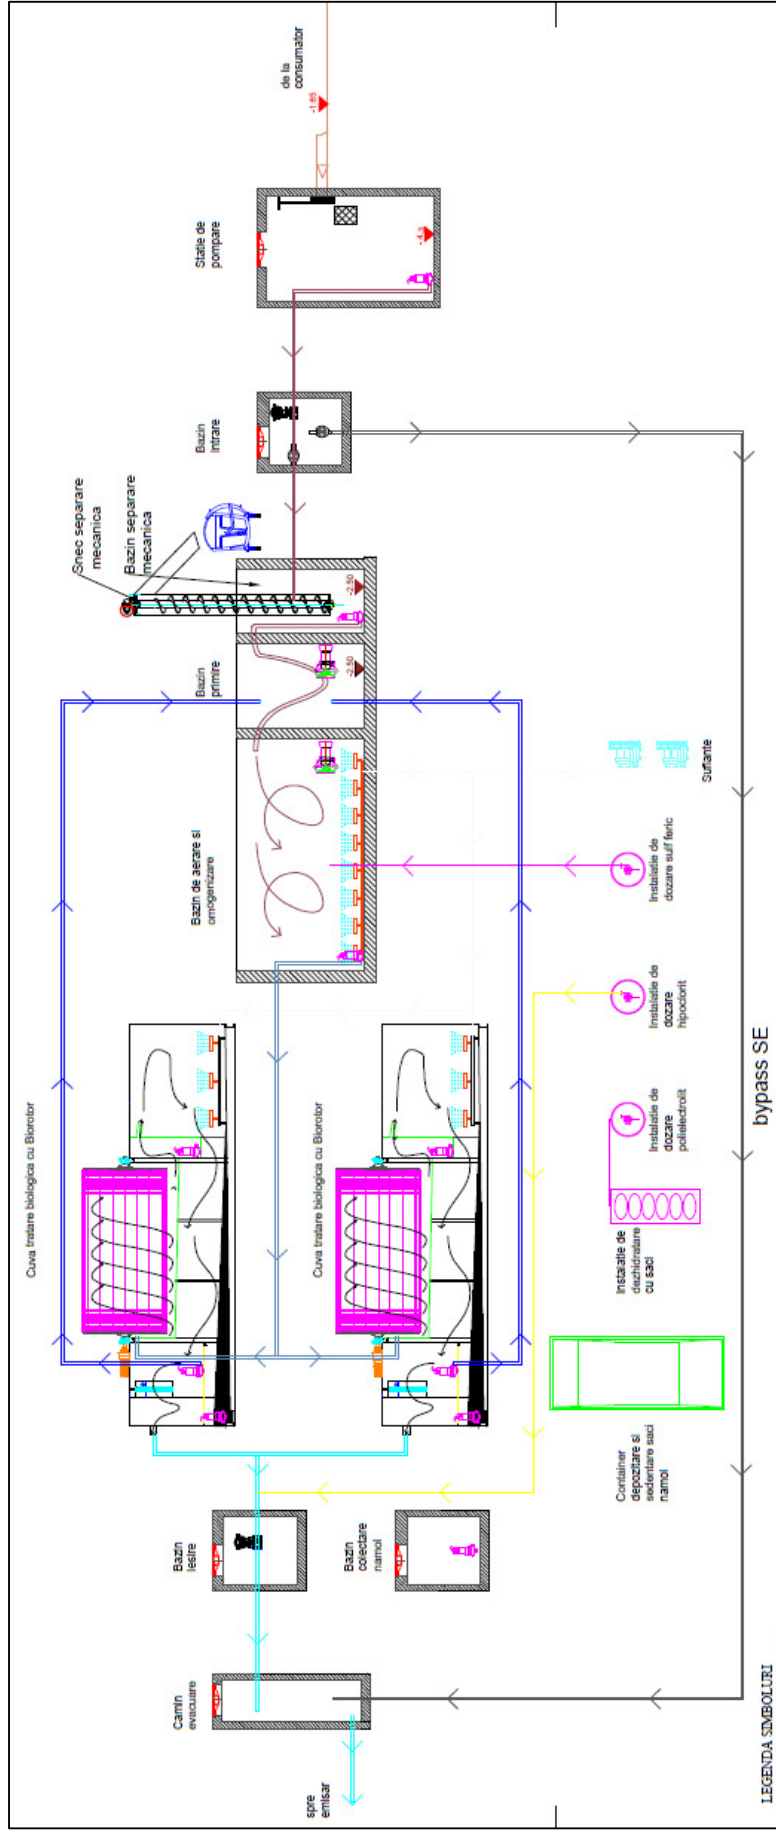 de la
consumator
-1.65
Statie de
pompare
-4.3
Bazin
intrare
Snec separare
mecanica
Bazin separare
mecanica
-2.50
Bazin
primire
-2.50
Bazin de aerare si
omogenizare
Suflante
Instalatie de
dozare sulf feric
Instalatie de
dozare
hipoclorit
Instalatie de
dozare
polielectrolit
Instalatie de
dezhidratare
cu saci
Container
depozitare si
sedentare saci
namol
Cuva tratare biologica cu Biorotor
Cuva tratare biologica cu Biorotor
Bazin
iesire
Bazin
colectare
namol
Camin
evacuare
spre
emisar
bypass SE
LEGENDA SIMBOLURI